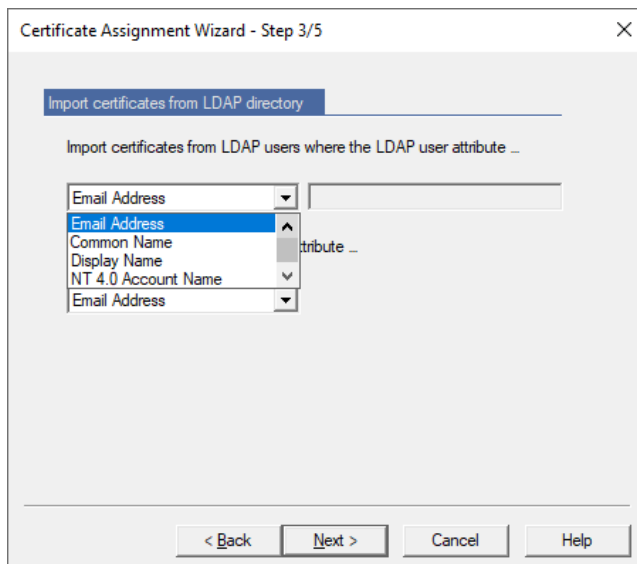 Certificate Assignment Wizard - Step 3/5
Import certificates from LDAP directory
Import certificates from LDAP users where the LDAP user attribute ...
Email Address
Email Address
Common Name
Display Name
NT 4.0 Account Name
ttribute ...
Email Address
< Back
Next >
Cancel
Help